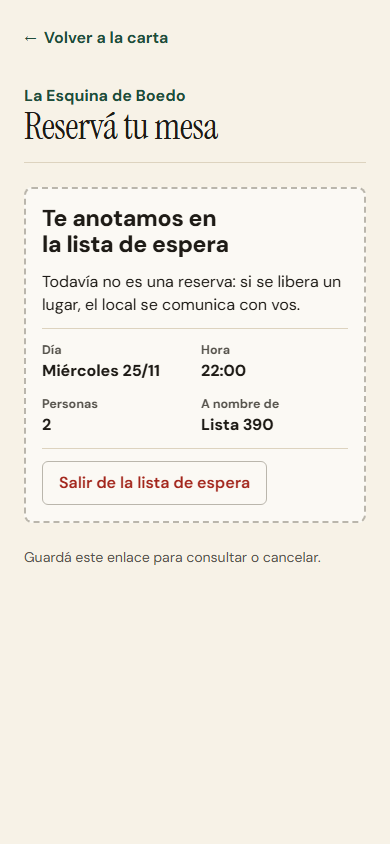 ← Volver a la carta
La Esquina de Boedo
Reservá tu mesa
Te anotamos en
la lista de espera
Todavía no es una reserva: si se libera un
lugar, el local se comunica con vos.
Día
Miércoles 25/11
Hora
22:00
Personas
2
A nombre de
Lista 390
Salir de la lista de espera
Guardá este enlace para consultar o cancelar.